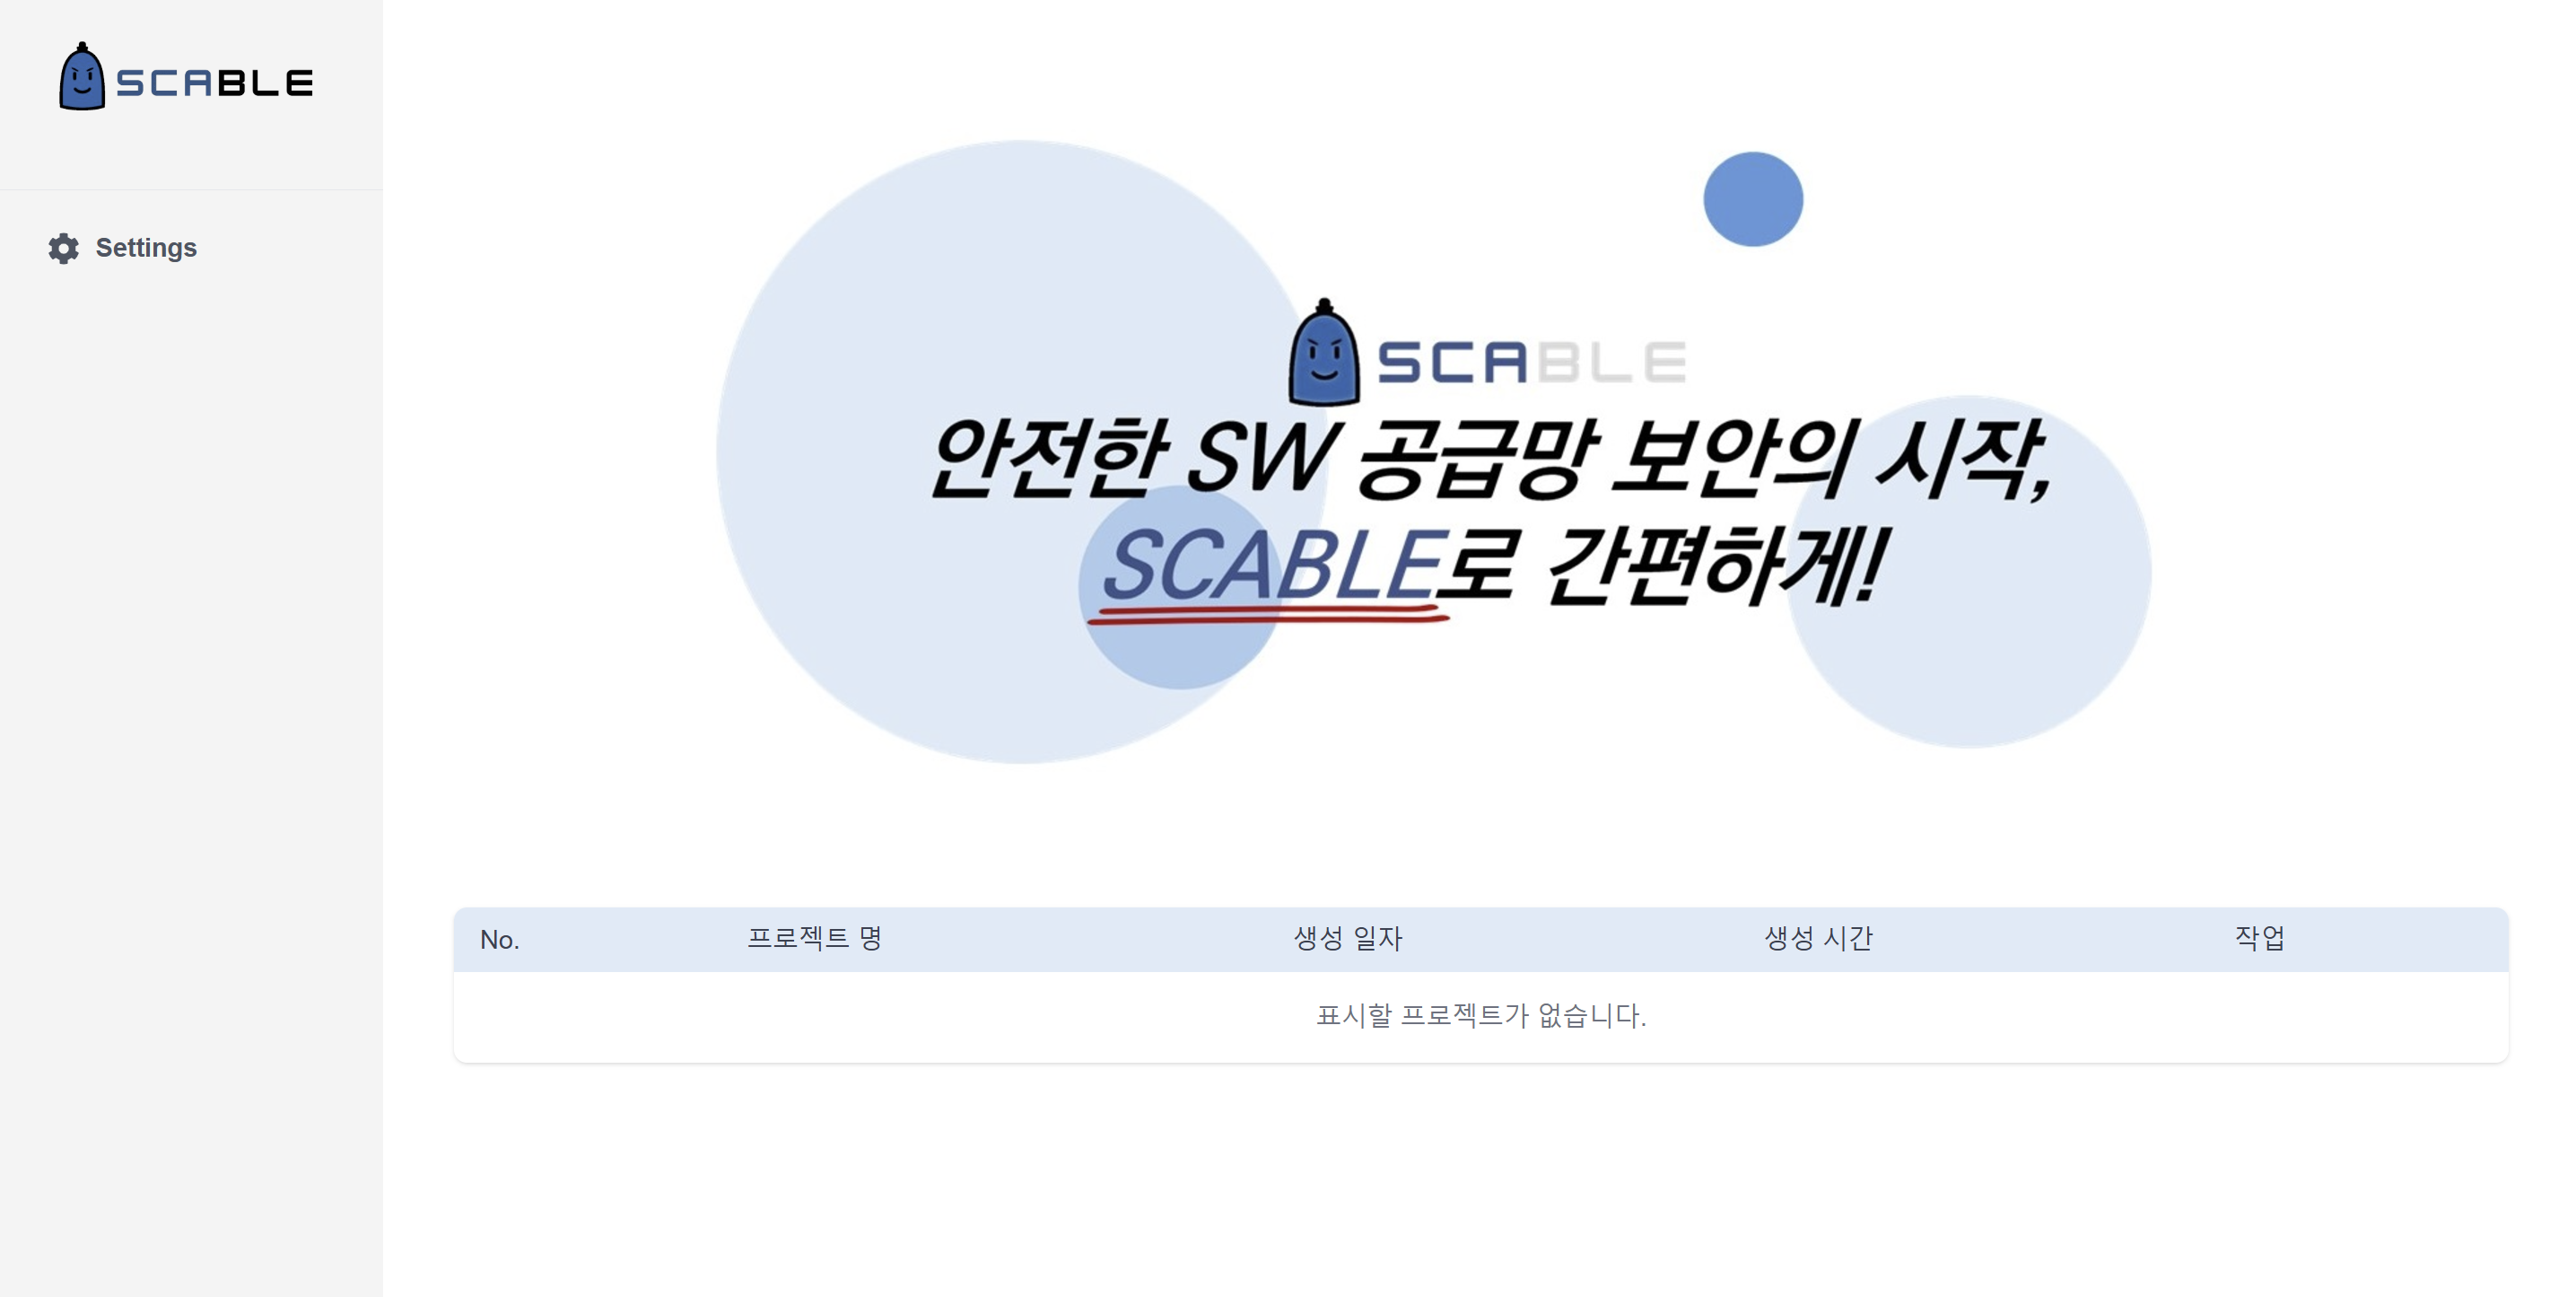 SCABLE
Settings
SCABLE
안전한 SW 공급망 보안의 시작,
SCABLE로 간편하게!
No. 프로젝트 명 생성 일자 생성 시간 작업
표시할 프로젝트가 없습니다.